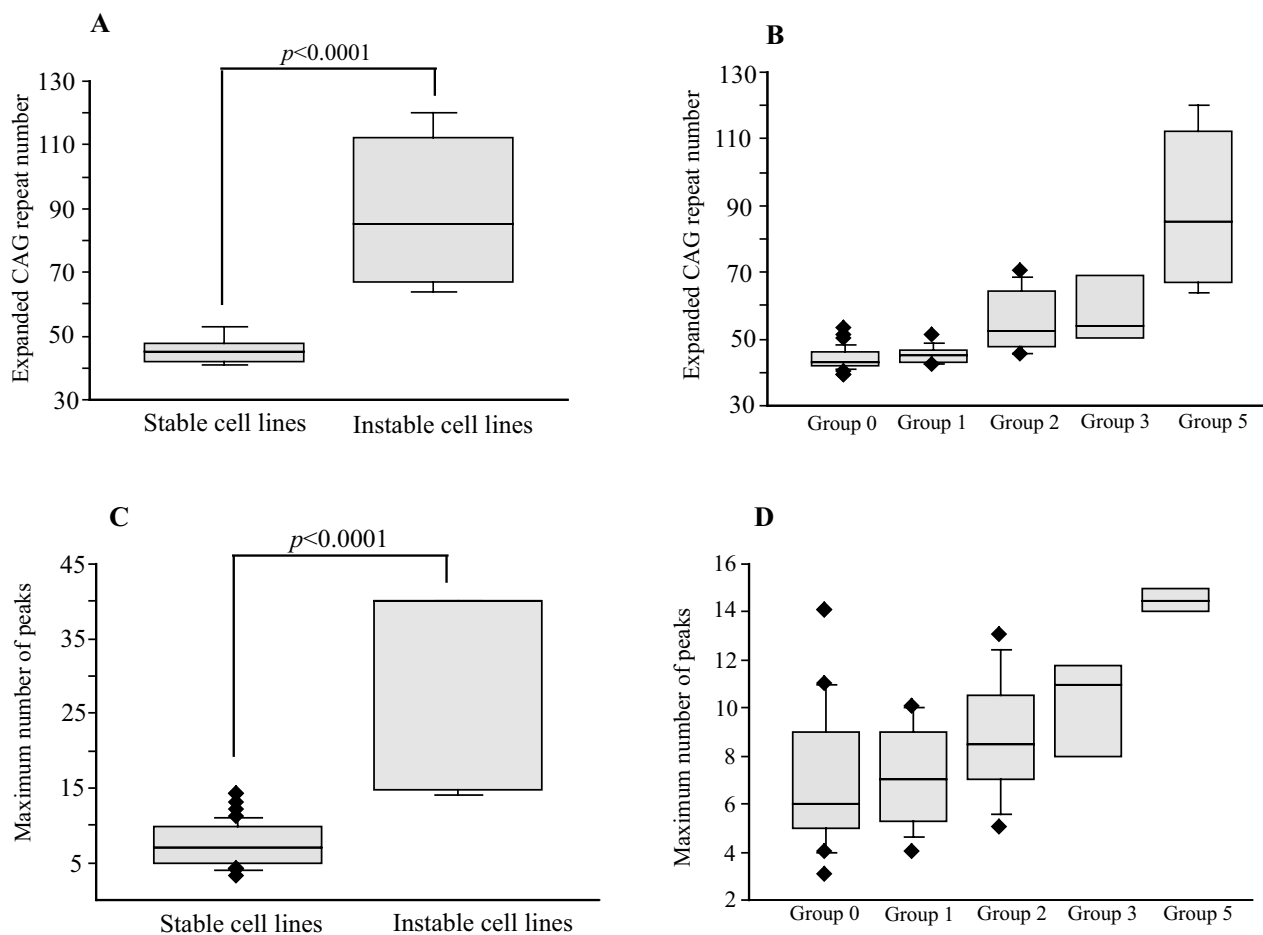 A
p<0.0001
Expanded CAG repeat number
130
110
90
70
50
30
Stable cell lines
Instable cell lines
B
Expanded CAG repeat number
130
110
90
70
50
30
Group 0
Group 1
Group 2
Group 3
Group 5
C
p<0.0001
Maximum number of peaks
45
35
25
15
5
Stable cell lines
Instable cell lines
D
Maximum number of peaks
16
14
12
10
8
6
4
2
Group 0
Group 1
Group 2
Group 3
Group 5